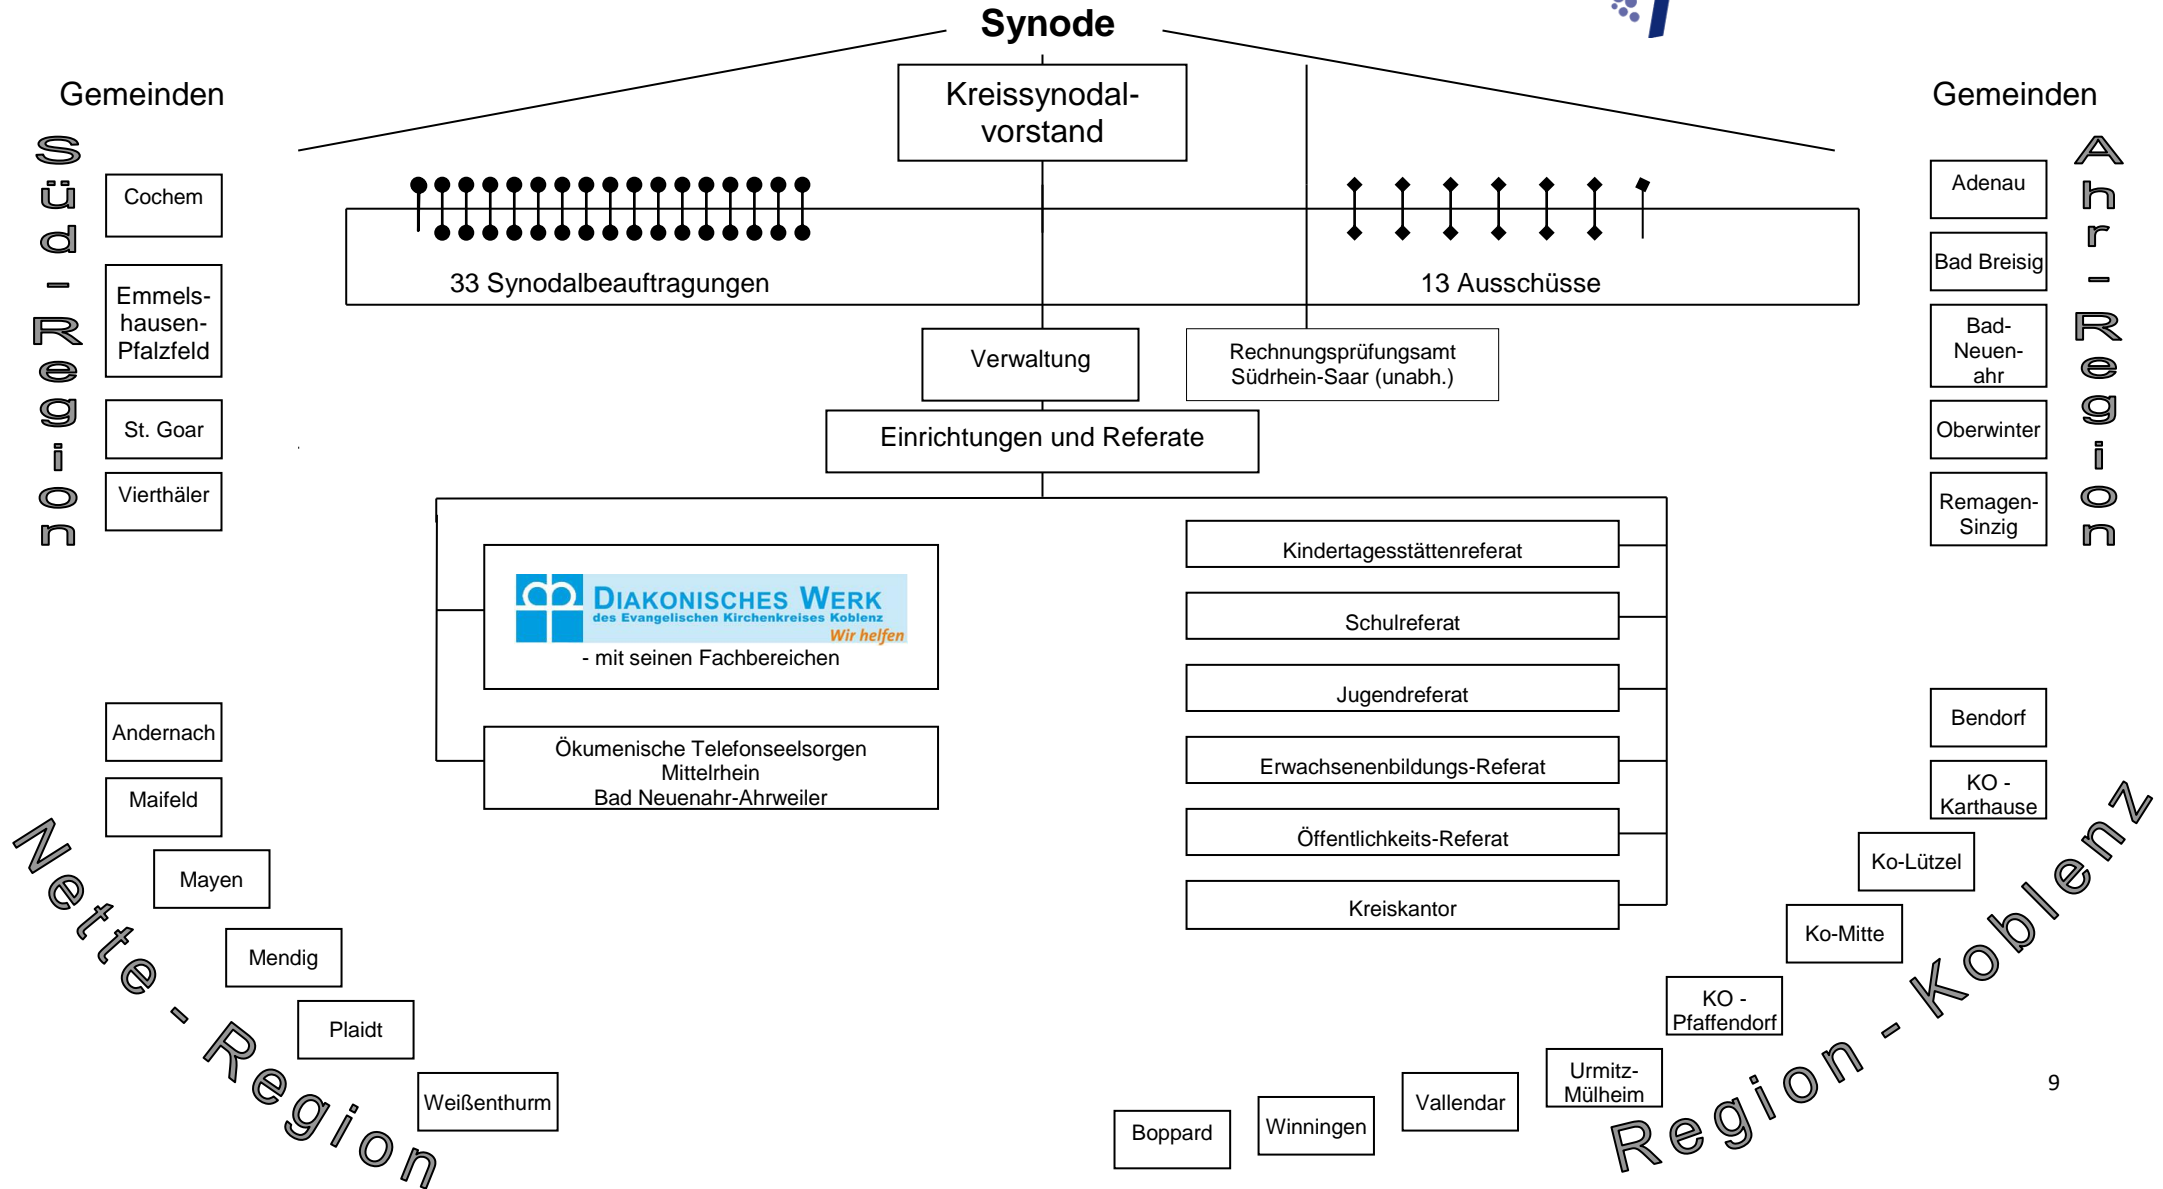 Synode
Kreissynodal-
vorstand
Gemeinden
Gemeinden
Süd-Region
Cochem
Emmels-
hausen-
Pfalzfeld
St. Goar
Vierthäler
Ahr-Region
Adenau
Bad Breisig
Bad-
Neuen-
ahr
Oberwinter
Remagen-
Sinzig
33 Synodalbeauftragungen
13 Ausschüsse
Verwaltung
Rechnungsprüfungsamt
Südrhein-Saar (unabh.)
Einrichtungen und Referate
DIAKONISCHES WERK
des Evangelischen Kirchenkreises Koblenz
Wir helfen
- mit seinen Fachbereichen
Ökumenische Telefonseelsorgen
Mittelrhein
Bad Neuenahr-Ahrweiler
Kindertagesstättenreferat
Schulreferat
Jugendreferat
Erwachsenenbildungs-Referat
Öffentlichkeits-Referat
Kreiskantor
Nette - Region
Andernach
Maifeld
Mayen
Mendig
Plaidt
Weißenthurm
Region - Koblenz
Bendorf
KO -
Karthause
Ko-Lützel
Ko-Mitte
KO -
Pfaffendorf
Urmitz-
Mülheim
Vallendar
Winningen
Boppard
9